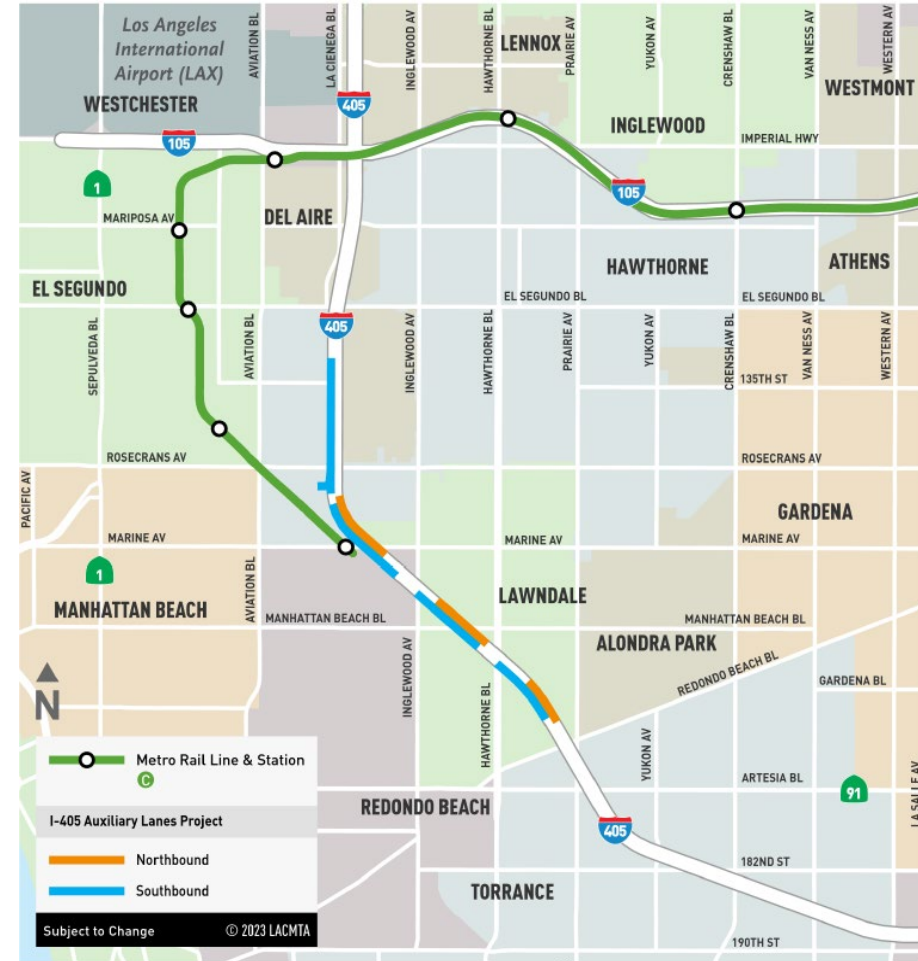 Los Angeles
International
Airport (LAX)
AVIATION BL
LA CIENEGA BL
INGLEWOOD AV
HAWTHORNE BL
LENNOX
PRAIRIE AV
YUKON AV
CRENSHAW BL
VAN NESS AV
WESTERN AV
WESTMONT
WESTCHESTER
405
INGLEWOOD
IMPERIAL HWY
105
1
105
MARIPOSA AV
DEL AIRE
EL SEGUNDO
HAWTHORNE
ATHENS
EL SEGUNDO BL
EL SEGUNDO BL
405
SEPULVEDA BL
AVIATION BL
INGLEWOOD AV
HAWTHORNE BL
PRAIRIE AV
YUKON AV
CRENSHAW BL
VAN NESS AV
WESTERN AV
135TH ST
ROSECRANS AV
ROSECRANS AV
PACIFIC AV
GARDENA
MARINE AV
MARINE AV
MARINE AV
1
AVIATION BL
MANHATTAN BEACH
LAWNDALE
MANHATTAN BEACH BL
MANHATTAN BEACH BL
ALONDRA PARK
INGLEWOOD AV
REDONDO BEACH BL
GARDENA BL
N
HAWTHORNE BL
YUKON AV
ARTESIA BL
91
LA SALLE AV
REDONDO BEACH
405
182ND ST
TORRANCE
190TH ST
Metro Rail Line & Station
C
I-405 Auxiliary Lanes Project
Northbound
Southbound
Subject to Change
© 2023 LACMTA